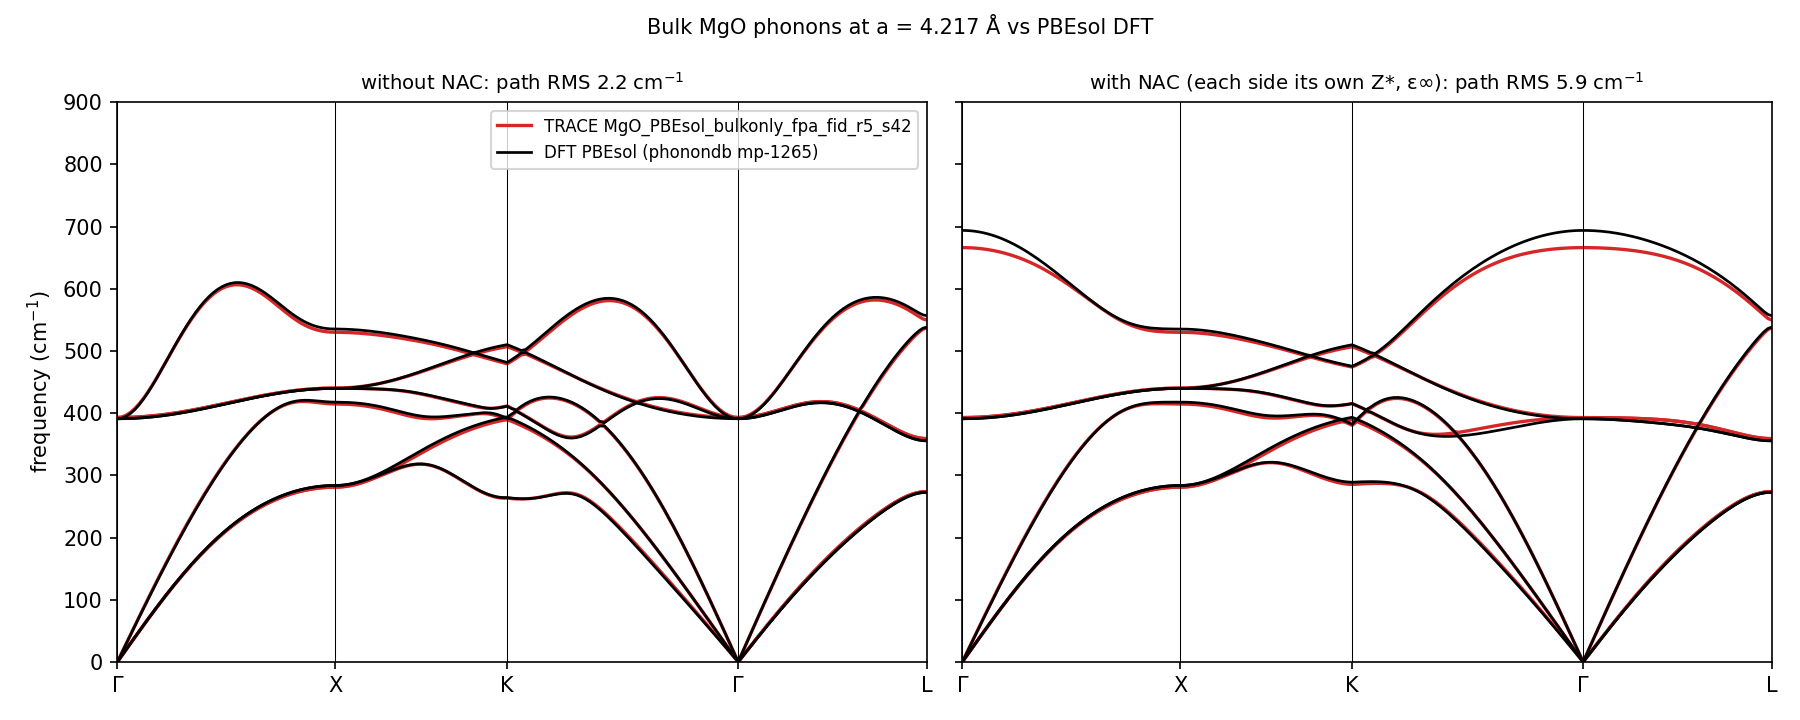 Bulk MgO phonons at a = 4.217 Å vs PBEsol DFT
without NAC: path RMS 2.2 cm⁻¹
with NAC (each side its own Z*, ε∞): path RMS 5.9 cm⁻¹
TRACE MgO_PBEsol_bulkonly_fpa_fid_r5_s42
DFT PBEsol (phonondb mp-1265)
frequency (cm⁻¹)
900
800
700
600
500
400
300
200
100
0
Γ X K Γ L
Γ X K Γ L